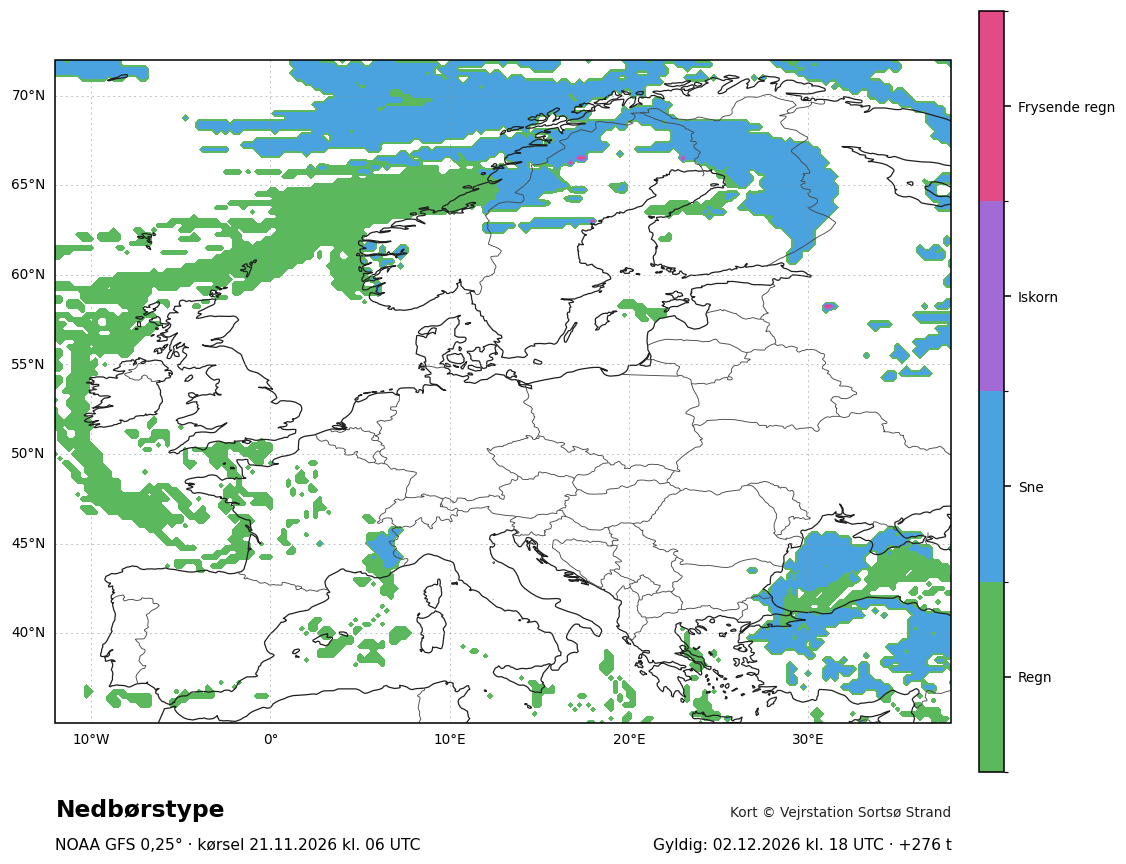 Frysende regn
Iskorn
Sne
Regn
70°N
65°N
60°N
55°N
50°N
45°N
40°N
10°W
0°
10°E
20°E
30°E
Nedbørstype
Kort © Vejrstation Sortsø Strand
NOAA GFS 0,25° · kørsel 21.11.2026 kl. 06 UTC
Gyldig: 02.12.2026 kl. 18 UTC · +276 t